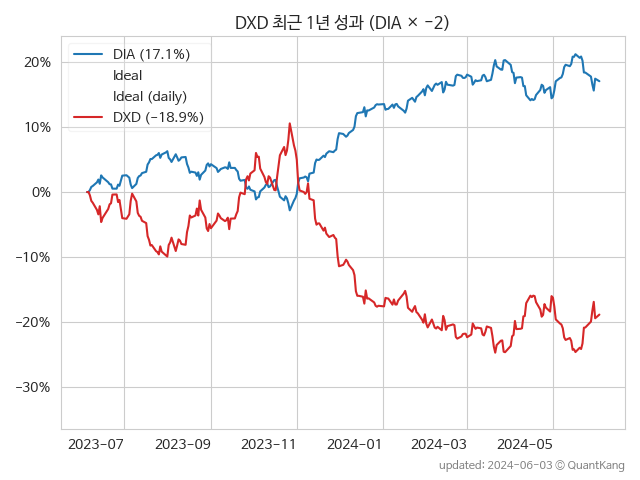 DXD 최근 1년 성과 (DIA × −2)
DIA (17.1%)
Ideal
Ideal (daily)
DXD (−18.9%)
20%
10%
0%
−10%
−20%
−30%
2023−07
2023−09
2023−11
2024−01
2024−03
2024−05
updated: 2024−06−03 © QuantKang